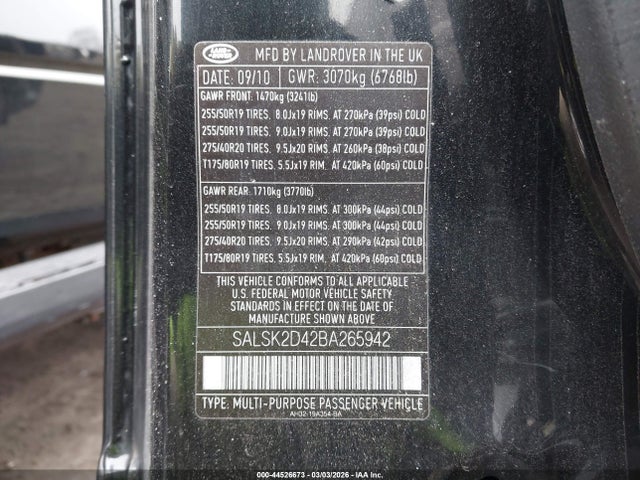 LAND ROVER
MFD BY LANDROVER IN THE UK
DATE: 09/10 GWR: 3070kg (6768lb)
GAWR FRONT: 1470kg (3241lb)
255/50R19 TIRES. 8.0Jx19 RIMS. AT 270kPa (39psi) COLD
255/50R19 TIRES. 9.0Jx19 RIMS. AT 270kPa (39psi) COLD
275/40R20 TIRES. 9.5Jx20 RIMS. AT 260kPa (38psi) COLD
T175/80R19 TIRES. 5.5Jx19 RIM. AT 420kPa (60psi) COLD
GAWR REAR: 1710kg (3770lb)
255/50R19 TIRES. 8.0Jx19 RIMS. AT 300kPa (44psi) COLD
255/50R19 TIRES. 9.0Jx19 RIMS. AT 300kPa (44psi) COLD
275/40R20 TIRES. 9.5Jx20 RIMS. AT 290kPa (42psi) COLD
T175/80R19 TIRES. 5.5Jx19 RIM. AT 420kPa (60psi) COLD
THIS VEHICLE CONFORMS TO ALL APPLICABLE
U.S. FEDERAL MOTOR VEHICLE SAFETY
STANDARDS IN EFFECT ON THE DATE OF
MANUFACTURE SHOWN ABOVE.
SALSK2D42BA265942
TYPE: MULTI-PURPOSE PASSENGER VEHICLE
AH32-19A354-BA
000-44526673 - 03/03/2026 - IAA, Inc.